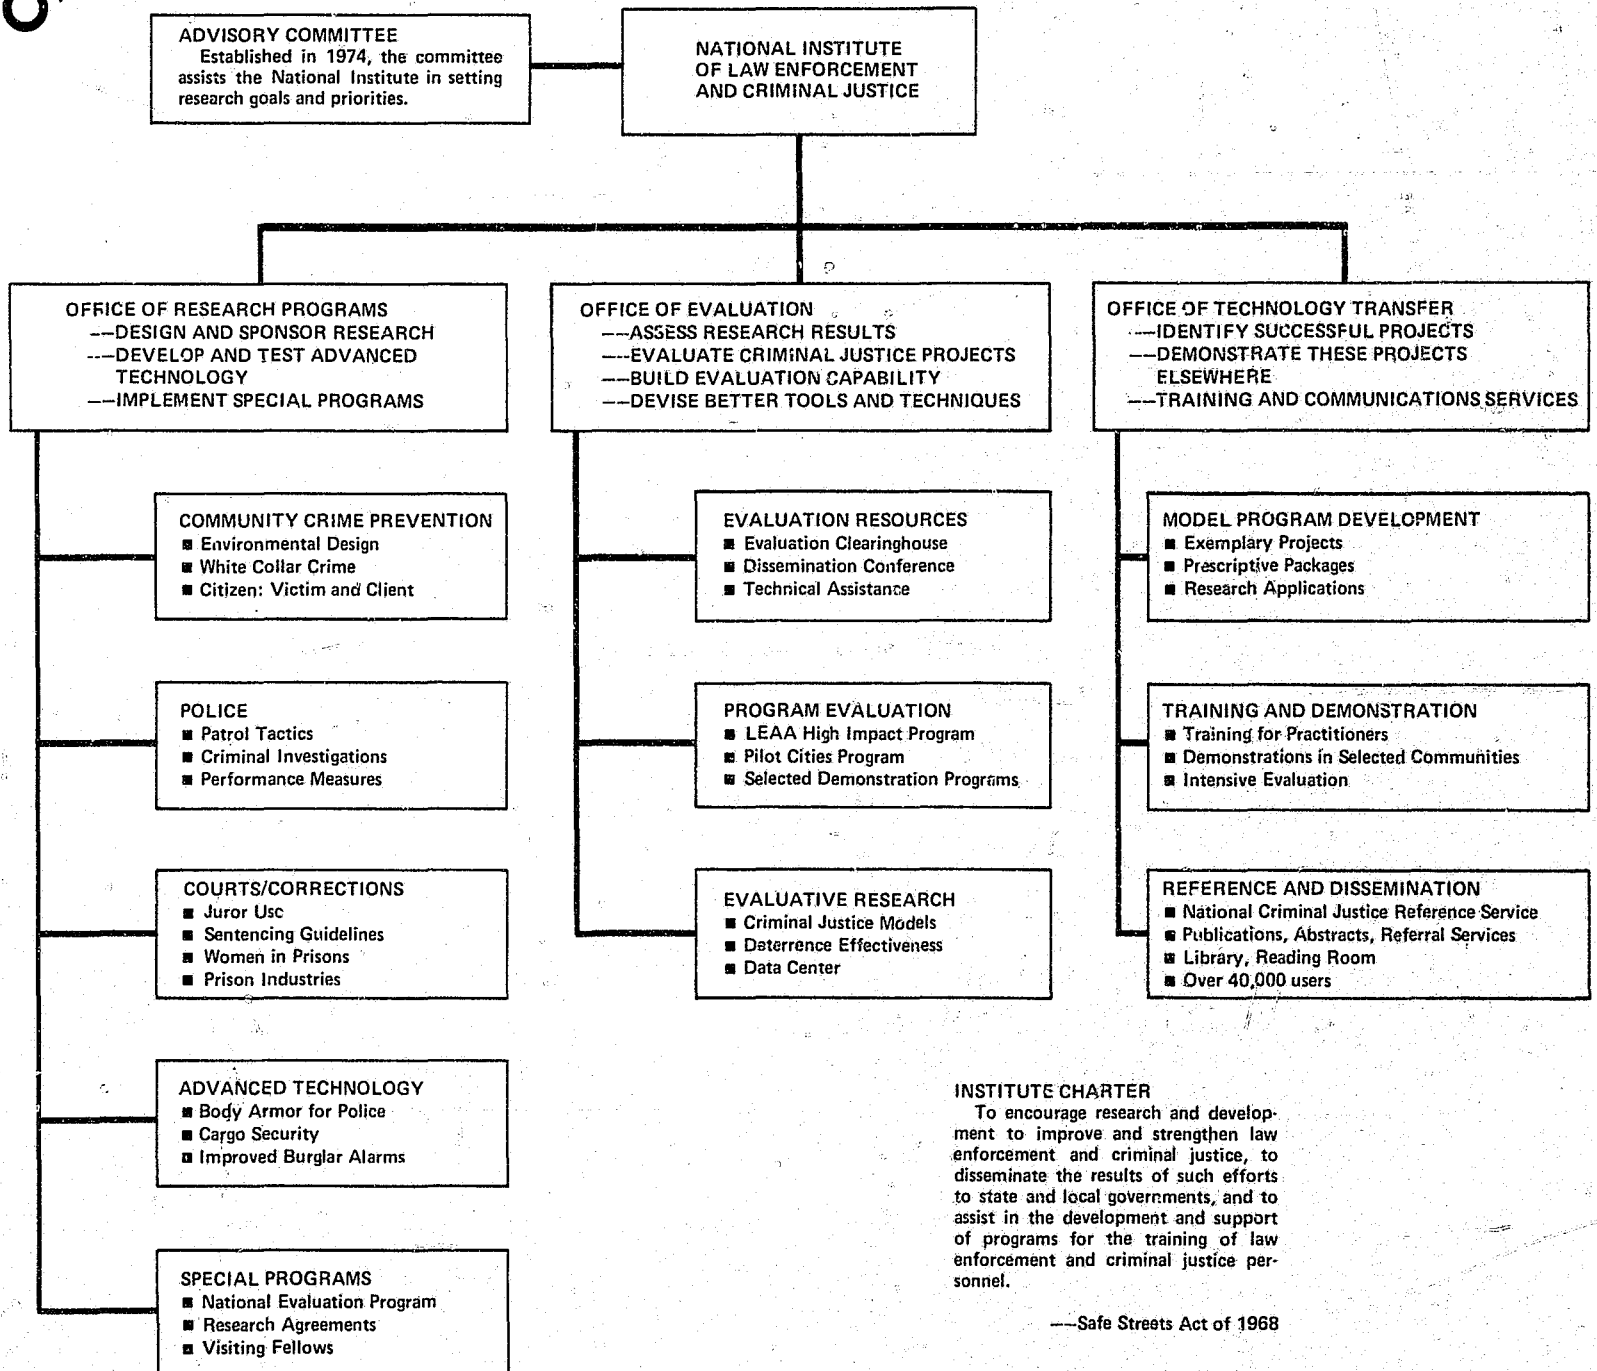 ADVISORY COMMITTEE
Established in 1974, the committee
assists the National Institute in setting
research goals and priorities.
NATIONAL INSTITUTE
OF LAW ENFORCEMENT
AND CRIMINAL JUSTICE
OFFICE OF RESEARCH PROGRAMS
—DESIGN AND SPONSOR RESEARCH
—DEVELOP AND TEST ADVANCED
TECHNOLOGY
—IMPLEMENT SPECIAL PROGRAMS
OFFICE OF EVALUATION
—ASSESS RESEARCH RESULTS
—EVALUATE CRIMINAL JUSTICE PROJECTS
—BUILD EVALUATION CAPABILITY
—DEVISE BETTER TOOLS AND TECHNIQUES
OFFICE OF TECHNOLOGY TRANSFER
—IDENTIFY SUCCESSFUL PROJECTS
—DEMONSTRATE THESE PROJECTS
ELSEWHERE
—TRAINING AND COMMUNICATIONS SERVICES
COMMUNITY CRIME PREVENTION
■ Environmental Design
■ White Collar Crime
■ Citizen: Victim and Client
POLICE
■ Patrol Tactics
■ Criminal Investigations
■ Performance Measures
COURTS/CORRECTIONS
■ Juror Use
■ Sentencing Guidelines
■ Women in Prisons
■ Prison Industries
ADVANCED TECHNOLOGY
■ Body Armor for Police
■ Cargo Security
■ Improved Burglar Alarms
SPECIAL PROGRAMS
■ National Evaluation Program
■ Research Agreements
■ Visiting Fellows
EVALUATION RESOURCES
■ Evaluation Clearinghouse
■ Dissemination Conference
■ Technical Assistance
PROGRAM EVALUATION
■ LEAA High Impact Program
■ Pilot Cities Program
■ Selected Demonstration Programs
EVALUATIVE RESEARCH
■ Criminal Justice Models
■ Deterrence Effectiveness
■ Data Center
MODEL PROGRAM DEVELOPMENT
■ Exemplary Projects
■ Prescriptive Packages
■ Research Applications
TRAINING AND DEMONSTRATION
■ Training for Practitioners
■ Demonstrations in Selected Communities
■ Intensive Evaluation
REFERENCE AND DISSEMINATION
■ National Criminal Justice Reference Service
■ Publications, Abstracts, Referral Services
■ Library, Reading Room
■ Over 40,000 users
INSTITUTE CHARTER
To encourage research and develop-
ment to improve and strengthen law
enforcement and criminal justice, to
disseminate the results of such efforts
to state and local governments, and to
assist in the development and support
of programs for the training of law
enforcement and criminal justice per-
sonnel.
—Safe Streets Act of 1968